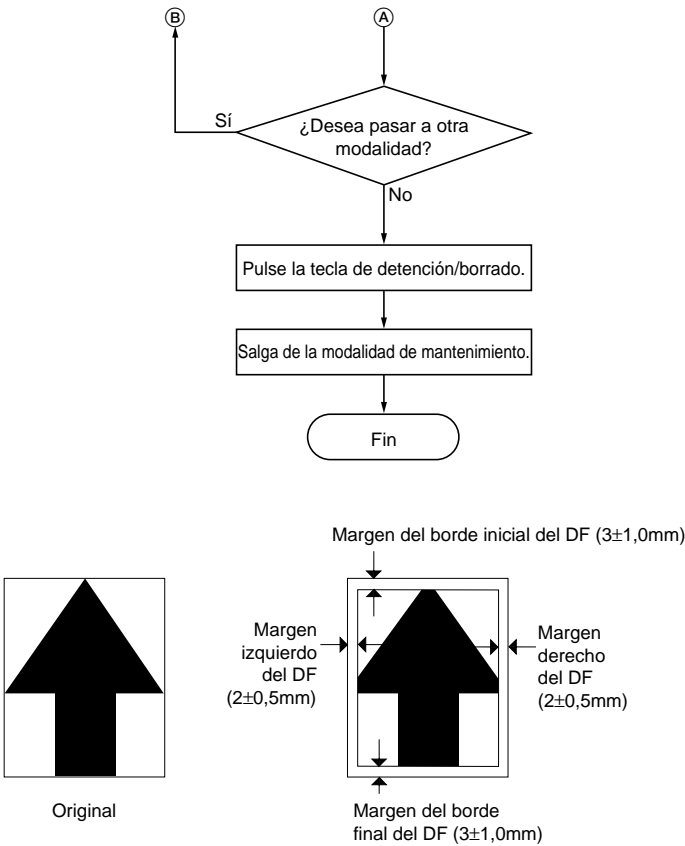 B
A
Sí
¿Desea pasar a otra
modalidad?
No
Pulse la tecla de detención/borrado.
Salga de la modalidad de mantenimiento.
Fin
Margen del borde inicial del DF (3±1,0mm)
Margen
izquierdo
del DF
(2±0,5mm)
Margen
derecho
del DF
(2±0,5mm)
Original
Margen del borde
final del DF (3±1,0mm)